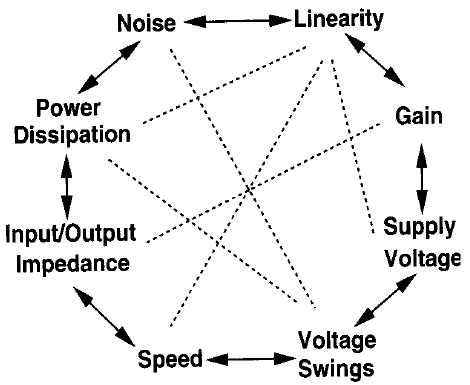 Noise
Linearity
Power
Dissipation
Gain
Input/Output
Impedance
Supply
Voltage
Speed
Voltage
Swings